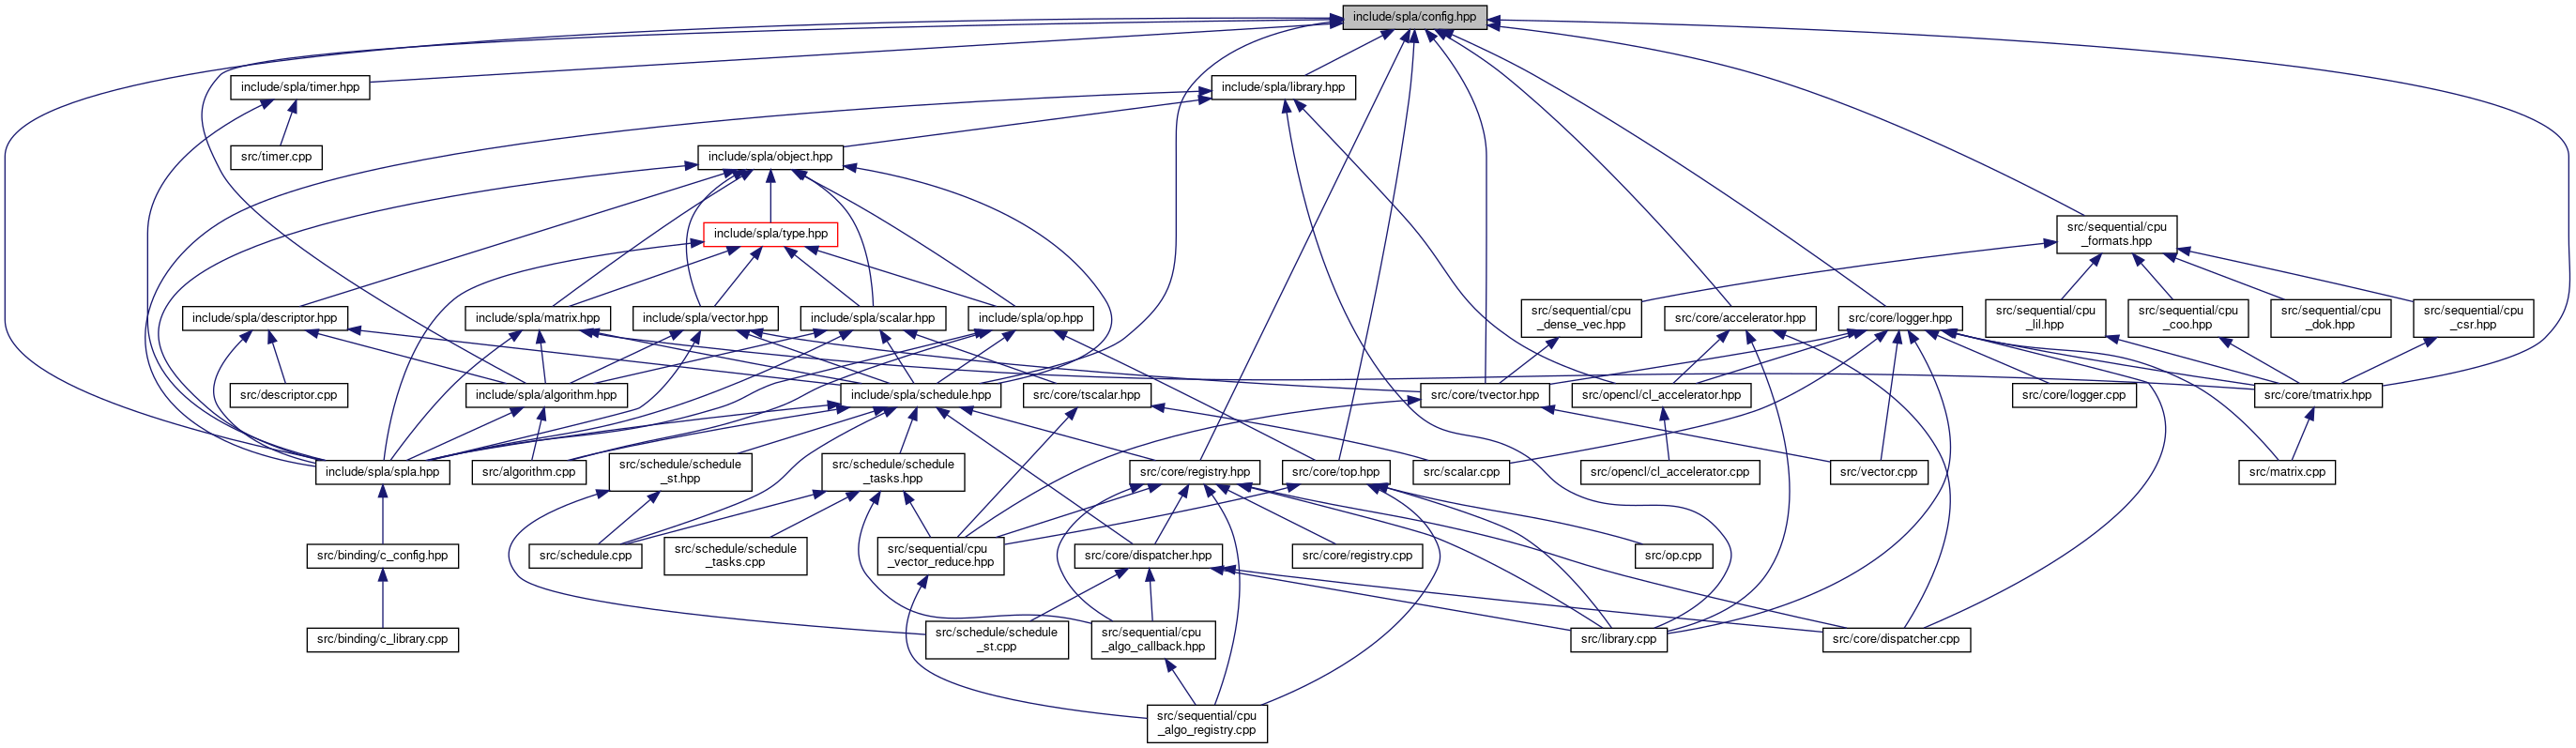 include/spla/config.hpp
include/spla/timer.hpp
include/spla/library.hpp
src/timer.cpp
include/spla/object.hpp
include/spla/type.hpp
src/sequential/cpu
_formats.hpp
include/spla/descriptor.hpp
include/spla/matrix.hpp
include/spla/vector.hpp
include/spla/scalar.hpp
include/spla/op.hpp
src/sequential/cpu
_dense_vec.hpp
src/core/accelerator.hpp
src/core/logger.hpp
src/sequential/cpu
_lil.hpp
src/sequential/cpu
_coo.hpp
src/sequential/cpu
_dok.hpp
src/sequential/cpu
_csr.hpp
src/descriptor.cpp
include/spla/algorithm.hpp
include/spla/schedule.hpp
src/core/tscalar.hpp
src/core/tvector.hpp
src/opencl/cl_accelerator.hpp
src/core/logger.cpp
src/core/tmatrix.hpp
include/spla/spla.hpp
src/algorithm.cpp
src/schedule/schedule
_st.hpp
src/schedule/schedule
_tasks.hpp
src/core/registry.hpp
src/core/top.hpp
src/scalar.cpp
src/opencl/cl_accelerator.cpp
src/vector.cpp
src/matrix.cpp
src/binding/c_config.hpp
src/schedule.cpp
src/schedule/schedule
_tasks.cpp
src/sequential/cpu
_vector_reduce.hpp
src/core/dispatcher.hpp
src/core/registry.cpp
src/op.cpp
src/binding/c_library.cpp
src/schedule/schedule
_st.cpp
src/sequential/cpu
_algo_callback.hpp
src/library.cpp
src/core/dispatcher.cpp
src/sequential/cpu
_algo_registry.cpp